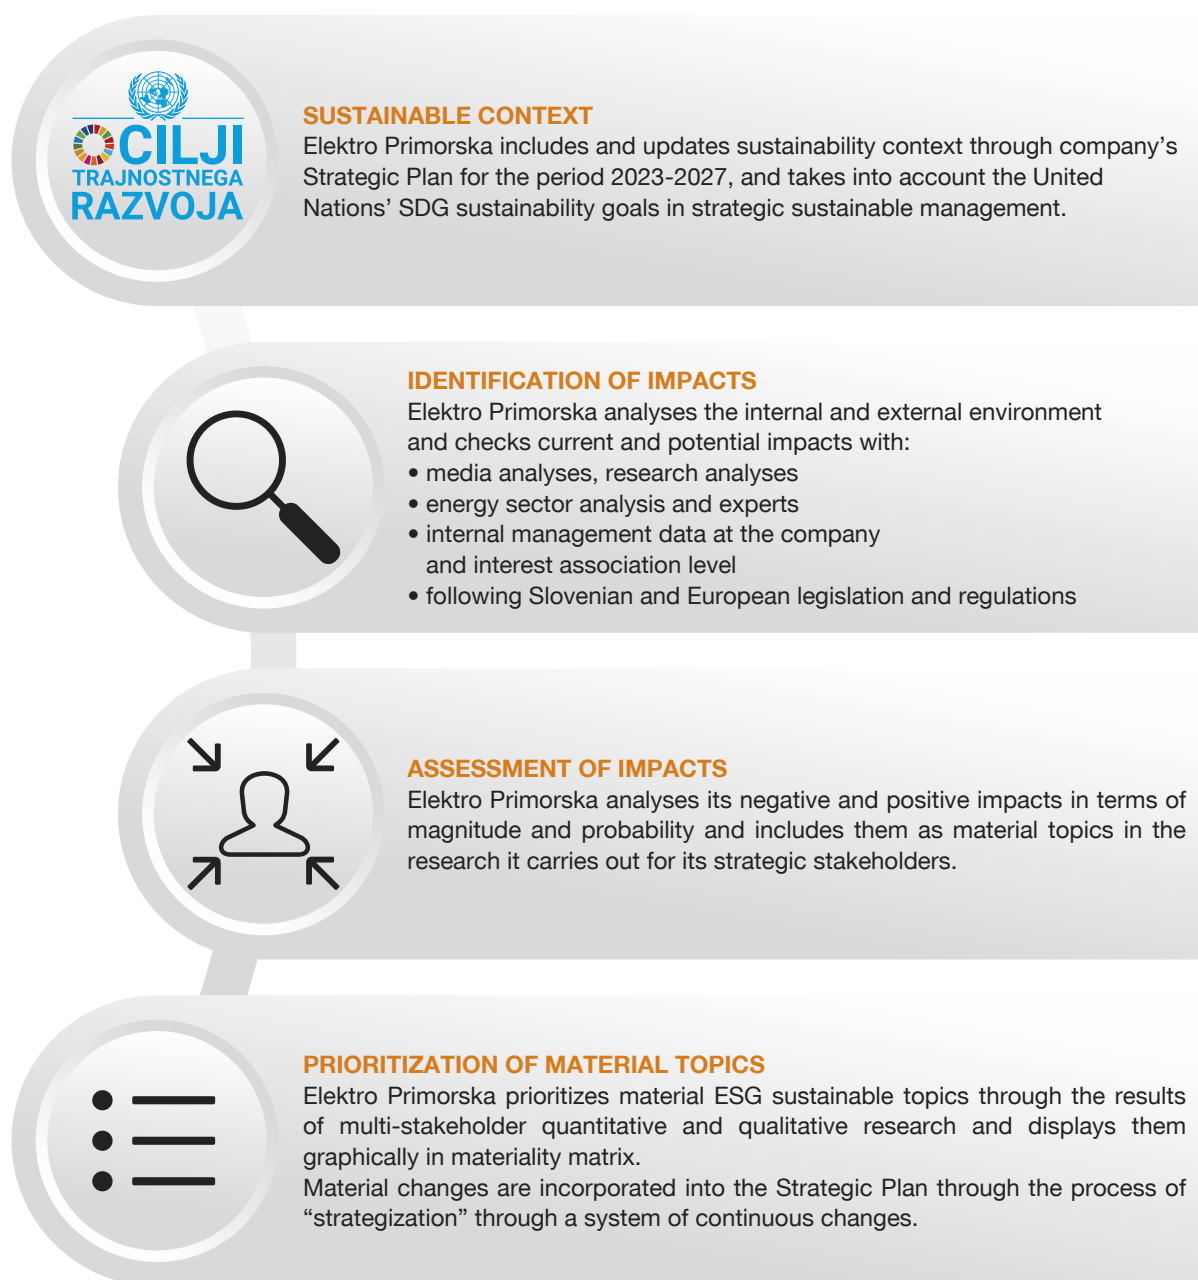 CILJI
TRAJNOSTNEGA
RAZVOJA
SUSTAINABLE CONTEXT
Elektro Primorska includes and updates sustainability context through company’s
Strategic Plan for the period 2023-2027, and takes into account the United
Nations’ SDG sustainability goals in strategic sustainable management.
IDENTIFICATION OF IMPACTS
Elektro Primorska analyses the internal and external environment
and checks current and potential impacts with:
• media analyses, research analyses
• energy sector analysis and experts
• internal management data at the company
and interest association level
• following Slovenian and European legislation and regulations
ASSESSMENT OF IMPACTS
Elektro Primorska analyses its negative and positive impacts in terms of
magnitude and probability and includes them as material topics in the
research it carries out for its strategic stakeholders.
PRIORITIZATION OF MATERIAL TOPICS
Elektro Primorska prioritizes material ESG sustainable topics through the results
of multi-stakeholder quantitative and qualitative research and displays them
graphically in materiality matrix.
Material changes are incorporated into the Strategic Plan through the process of
“strategization” through a system of continuous changes.